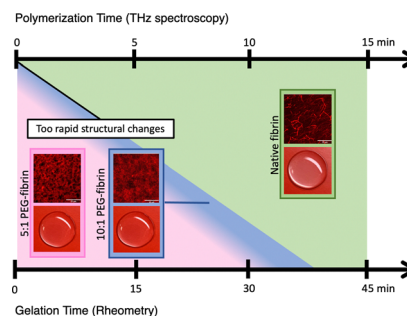 Polymerization Time (THz spectroscopy)
0 5 10 15 min
Too rapid structural changes
5:1 PEG-fibrin
10:1 PEG-fibrin
Native fibrin
0 15 30 45 min
Gelation Time (Rheometry)